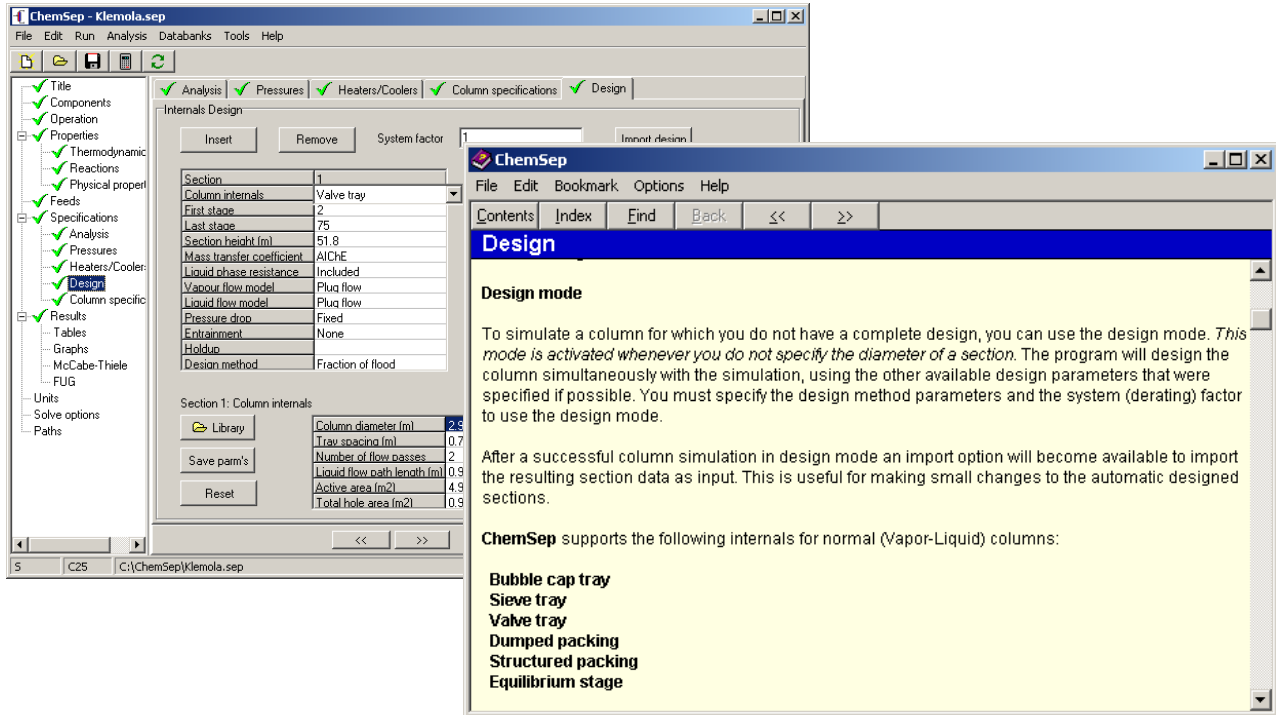 ChemSep - Klemola.sep
File Edit Run Analysis Databanks Tools Help
Title
Components
Operation
Properties
Thermodynamic
Reactions
Physical propert
Feeds
Specifications
Analysis
Pressures
Heaters/Cooler
Design
Column specific
Results
Tables
Graphs
McCabe-Thiele
FUG
Units
Solve options
Paths
Analysis Pressures Heaters/Coolers Column specifications Design
Internals Design
Insert Remove System factor 1 Import design
Section 1
Column internals Valve tray
First stage 2
Last stage 75
Section height (m) 51.8
Mass transfer coefficient AIChE
Liquid phase resistance Included
Vapour flow model Plug flow
Liquid flow model Plug flow
Pressure drop Fixed
Entrainment None
Holdup
Design method Fraction of flood
Section 1: Column internals
Library
Save parm's
Reset
Column diameter (m) 2.9
Tray spacing (m) 0.7
Number of flow passes 2
Liquid flow path length (m) 0.9
Active area (m2) 4.9
Total hole area (m2) 0.9
<< >>
S C25 C:\ChemSep\Klemola.sep
ChemSep
File Edit Bookmark Options Help
Contents Index Find Back << >>
Design
Design mode
To simulate a column for which you do not have a complete design, you can use the design mode. This
mode is activated whenever you do not specify the diameter of a section. The program will design the
column simultaneously with the simulation, using the other available design parameters that were
specified if possible. You must specify the design method parameters and the system (derating) factor
to use the design mode.
After a successful column simulation in design mode an import option will become available to import
the resulting section data as input. This is useful for making small changes to the automatic designed
sections.
ChemSep supports the following internals for normal (Vapor-Liquid) columns:
Bubble cap tray
Sieve tray
Valve tray
Dumped packing
Structured packing
Equilibrium stage